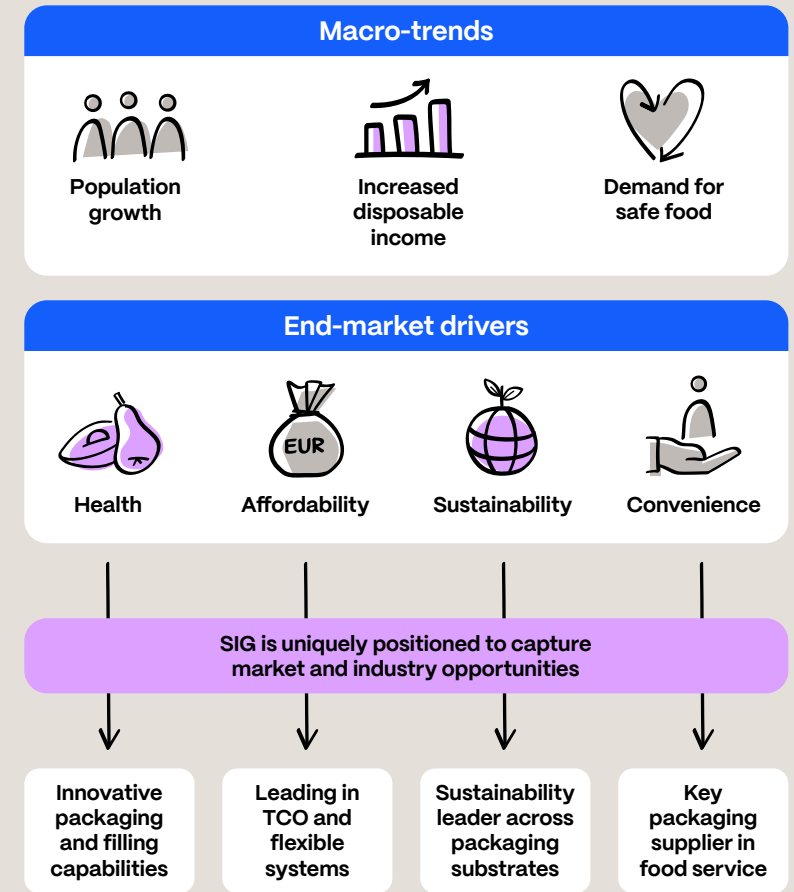 Macro-trends
Population
growth
Increased
disposable
income
Demand for
safe food
End-market drivers
EUR
Health
Affordability
Sustainability
Convenience
SIG is uniquely positioned to capture
market and industry opportunities
Innovative
packaging
and filling
capabilities
Leading in
TCO and
flexible
systems
Sustainability
leader across
packaging
substrates
Key
packaging
supplier in
food service